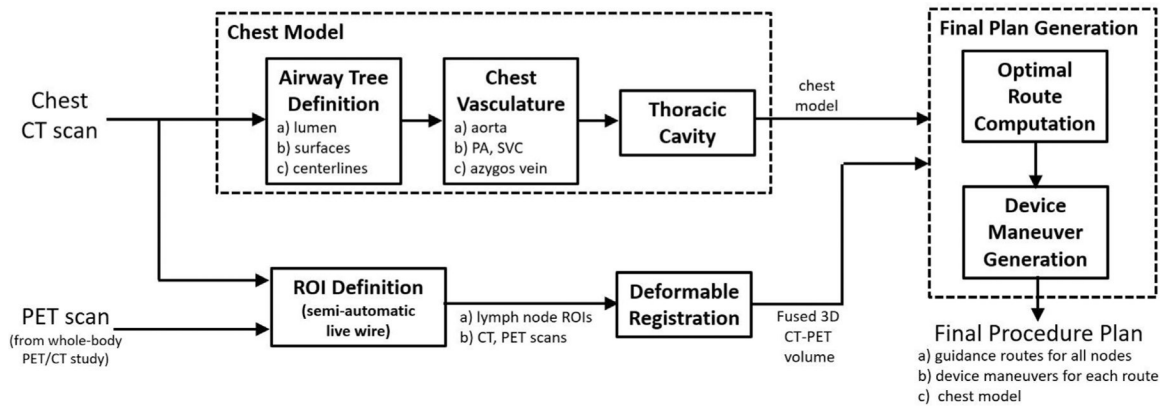 Chest Model
Final Plan Generation
Chest
CT scan
Airway Tree
Definition
a) lumen
b) surfaces
c) centerlines
Chest
Vasculature
a) aorta
b) PA, SVC
c) azygos vein
Thoracic
Cavity
chest
model
Optimal
Route
Computation
Device
Maneuver
Generation
PET scan
(from whole-body
PET/CT study)
ROI Definition
(semi-automatic
live wire)
a) lymph node ROIs
b) CT, PET scans
Deformable
Registration
Fused 3D
CT-PET
volume
Final Procedure Plan
a) guidance routes for all nodes
b) device maneuvers for each route
c) chest model